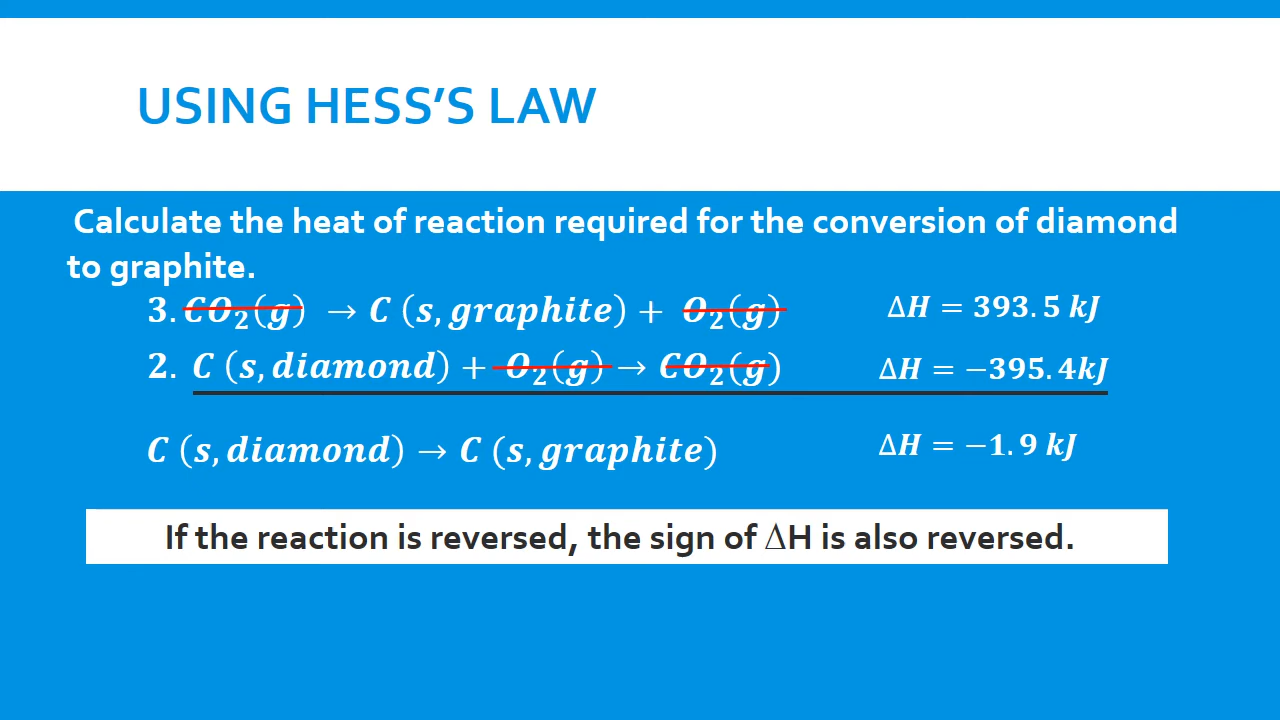 USING HESS’S LAW
Calculate the heat of reaction required for the conversion of diamond
to graphite.
3. CO₂(g) → C (s, graphite) + O₂(g) ΔH = 393.5 kJ
2. C (s, diamond) + O₂(g) → CO₂(g) ΔH = −395.4kJ
C (s, diamond) → C (s, graphite) ΔH = −1.9 kJ
If the reaction is reversed, the sign of ΔH is also reversed.